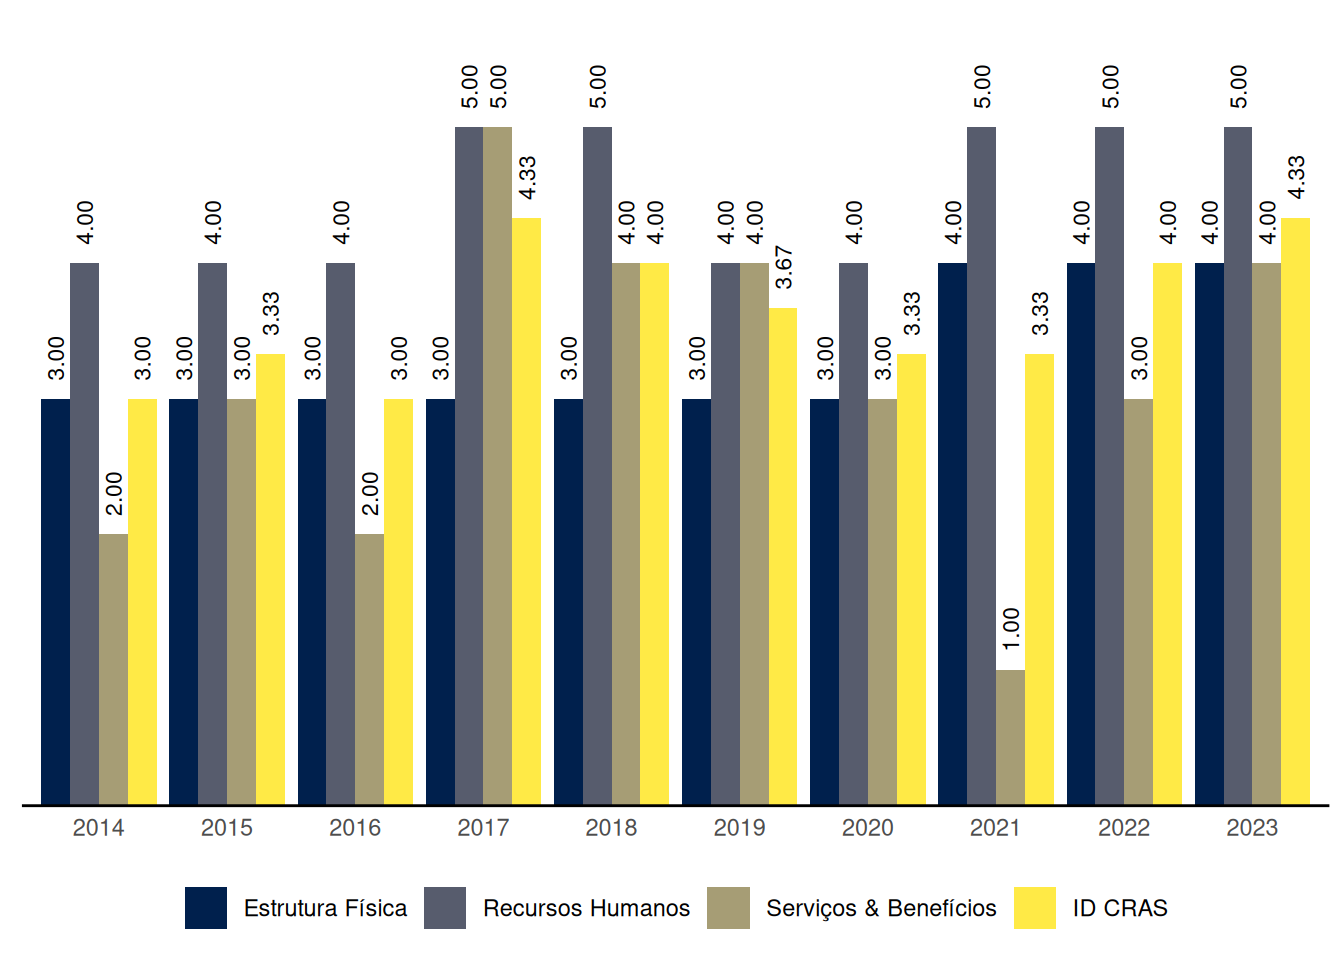 5.00 5.00 5.00 5.00 5.00 5.00
4.33 4.33
4.00 4.00 4.00 4.00 4.00 4.00 4.00 4.00 4.00 4.00 4.00 4.00 4.00
3.67
3.33 3.33 3.33
3.00 3.00 3.00 3.00 3.00 3.00 3.00 3.00 3.00 3.00 3.00 3.00
2.00 2.00
1.00
2014 2015 2016 2017 2018 2019 2020 2021 2022 2023
Estrutura Física Recursos Humanos Serviços & Benefícios ID CRAS